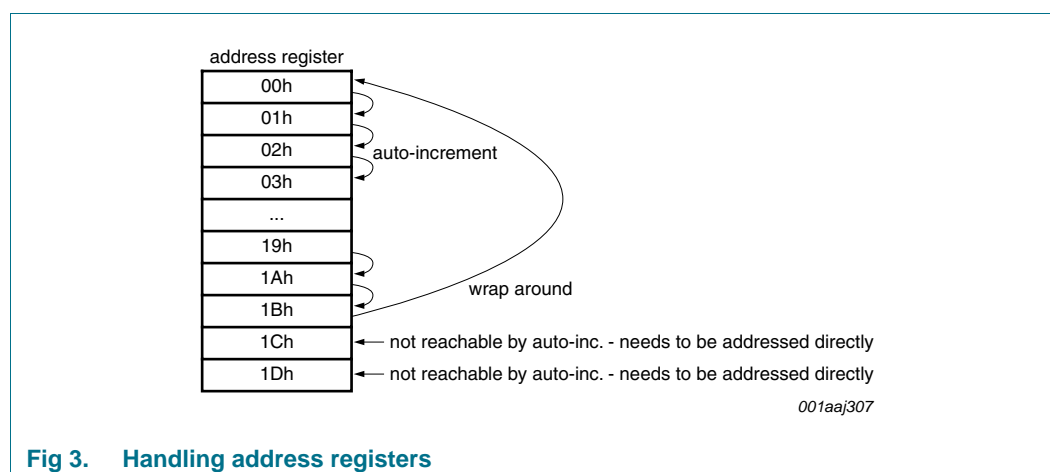 address register
00h
01h
02h
auto-increment
03h
...
19h
1Ah
wrap around
1Bh
1Ch
not reachable by auto-inc. - needs to be addressed directly
1Dh
not reachable by auto-inc. - needs to be addressed directly
001aaj307
Fig 3. Handling address registers